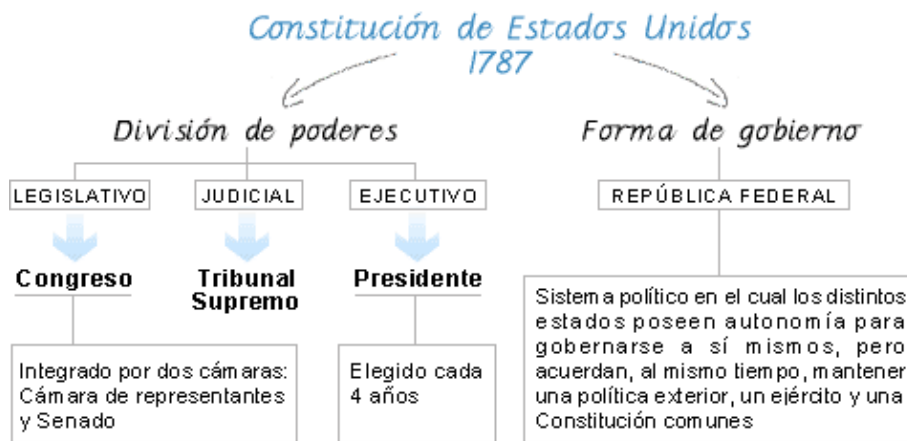 Constitución de Estados Unidos
1787
División de poderes
Forma de gobierno
LEGISLATIVO
JUDICIAL
EJECUTIVO
REPÚBLICA FEDERAL
Congreso
Tribunal
Supremo
Presidente
Integrado por dos cámaras:
Cámara de representantes
y Senado
Elegido cada
4 años
Sistema político en el cual los distintos
estados poseen autonomía para
gobernarse a sí mismos, pero
acuerdan, al mismo tiempo, mantener
una política exterior, un ejército y una
Constitución comunes